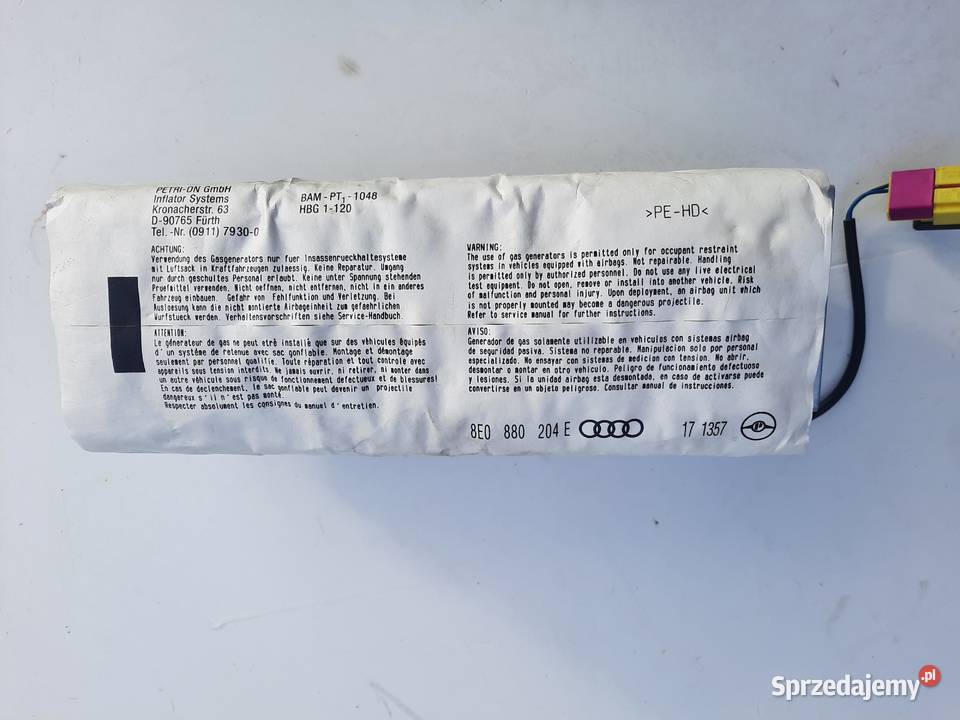 PETRI-DN GmbH
Inflator Systems
Kronacherstr. 63
D-90765 Fürth
Tel. -Nr. (0911) 7930-0
BAM - PT1 - 1048
HBG 1-120
>PE-HD<
ACHTUNG:
Verwendung des Gasgenerators nur fuer Insassenrueckhaltesysteme
mit Luftsack in Kraftfahrzeugen zulaessig. Keine Reparatur. Umgang
nur durch geschultes Personal erlaubt. Keine unter Spannung stehenden
Pruefmittel verwenden. Nicht oeffnen, nicht entfernen, nicht in ein anderes
Fahrzeug einbauen. Gefahr von Fehlfunktion und Verletzung. Bei
Ausloesung kann die nicht montierte Airbageinheit zum gefaehrlichen
Wurfstueck werden. Verhaltensvorschriften siehe Service-Handbuch.
WARNING:
The use of gas generators is permitted only for occupant restraint
systems in vehicles equipped with airbags. Not repairable. Handling
is permitted only by authorized personnel. Do not use any live electrical
test equipment. Do not open, remove or install into another vehicle. Risk
of malfunction and personal injury. Upon deployment, an airbag unit which
is not properly mounted may become a dangerous projectile.
Refer to service manual for further instructions.
ATTENTION:
Le générateur de gas ne peut etrê installé que sur des véhicules équipés
d'un système de retenue avec sac gonflable. Montage et démontage
seulement par personnel qualifié. Toute réparation et tout controle avec
appareils sous tension interdits. Ne jamais ouvrir, ni retirer, ni monter dans
un autre véhicule sous risque de fonctionnement defectueux et de blessures!
En cas de declenchement, le sac gonflable peut devenir un projectile
dangereux s'il n'est pas monté.
Respecter absolument les consignes du manuel d'entretien.
AVISO:
Generador de gas solamente utilizable en vehiculos con sistemas airbag
de seguridad pasiva. Sistema no reparable. Manipulacion solo por personal
especializado. No ensayar con sistemas de medicion con tension. No abrir,
desmontar o montar en otro vehiculo. Peligro de funcionamiento defectuoso
y lesiones. Si la unidad airbag esta desmontada, en caso de activarse puede
convertirse en un objeto peligroso. Consultar manual de instrucciones.
8E0 880 204 E 17 1357
Sprzedajemy.pl